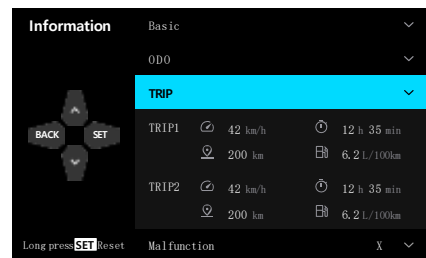 Information
Basic
ODO
TRIP
BACK SET
TRIP1 42 km/h 12 h 35 min
200 km 6.2 L/100km
TRIP2 42 km/h 12 h 35 min
200 km 6.2 L/100km
Long press SET Reset
Malfunction X